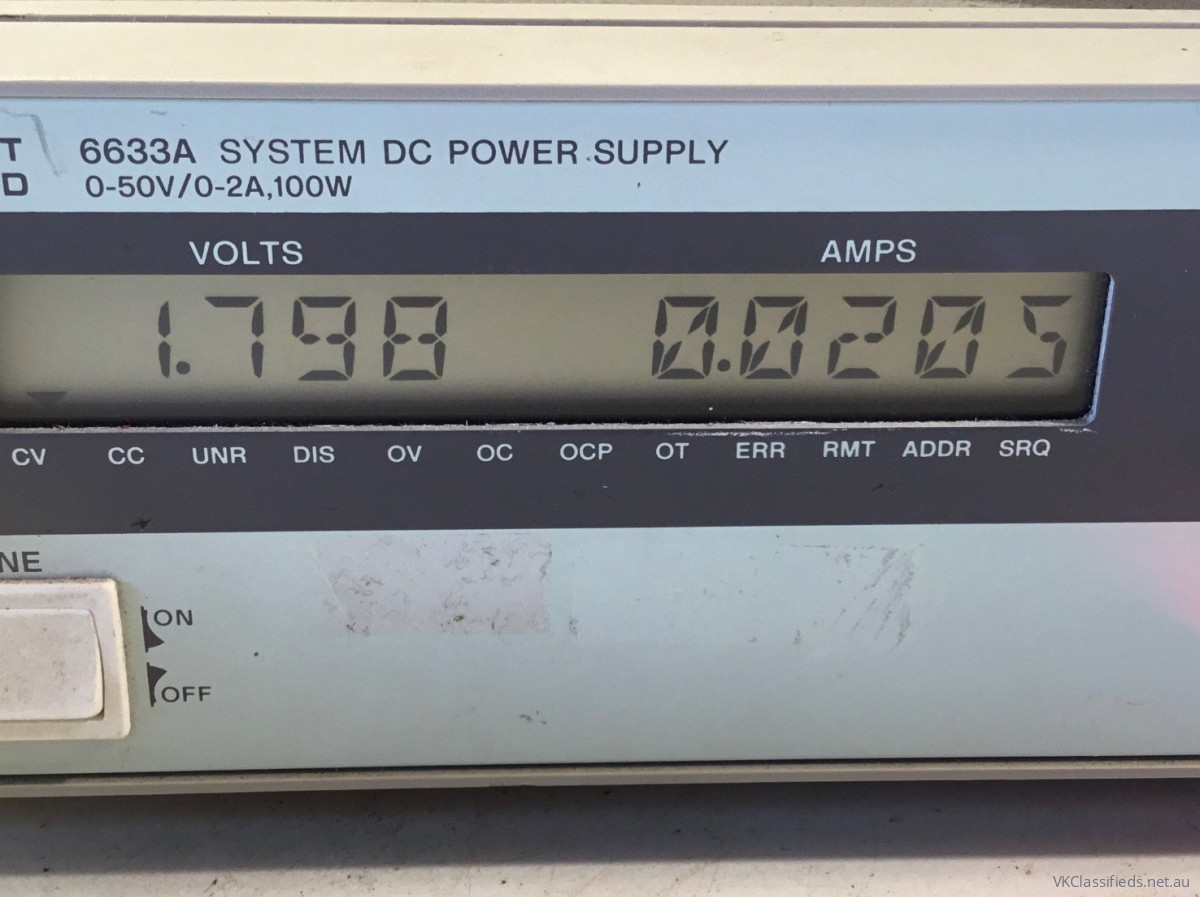 T 6633A SYSTEM DC POWER SUPPLY
D 0-50V/0-2A,100W
VOLTS AMPS
1.798 0.0205
CV CC UNR DIS OV OC OCP OT ERR RMT ADDR SRQ
NE
ON
OFF
VKClassifieds.net.au